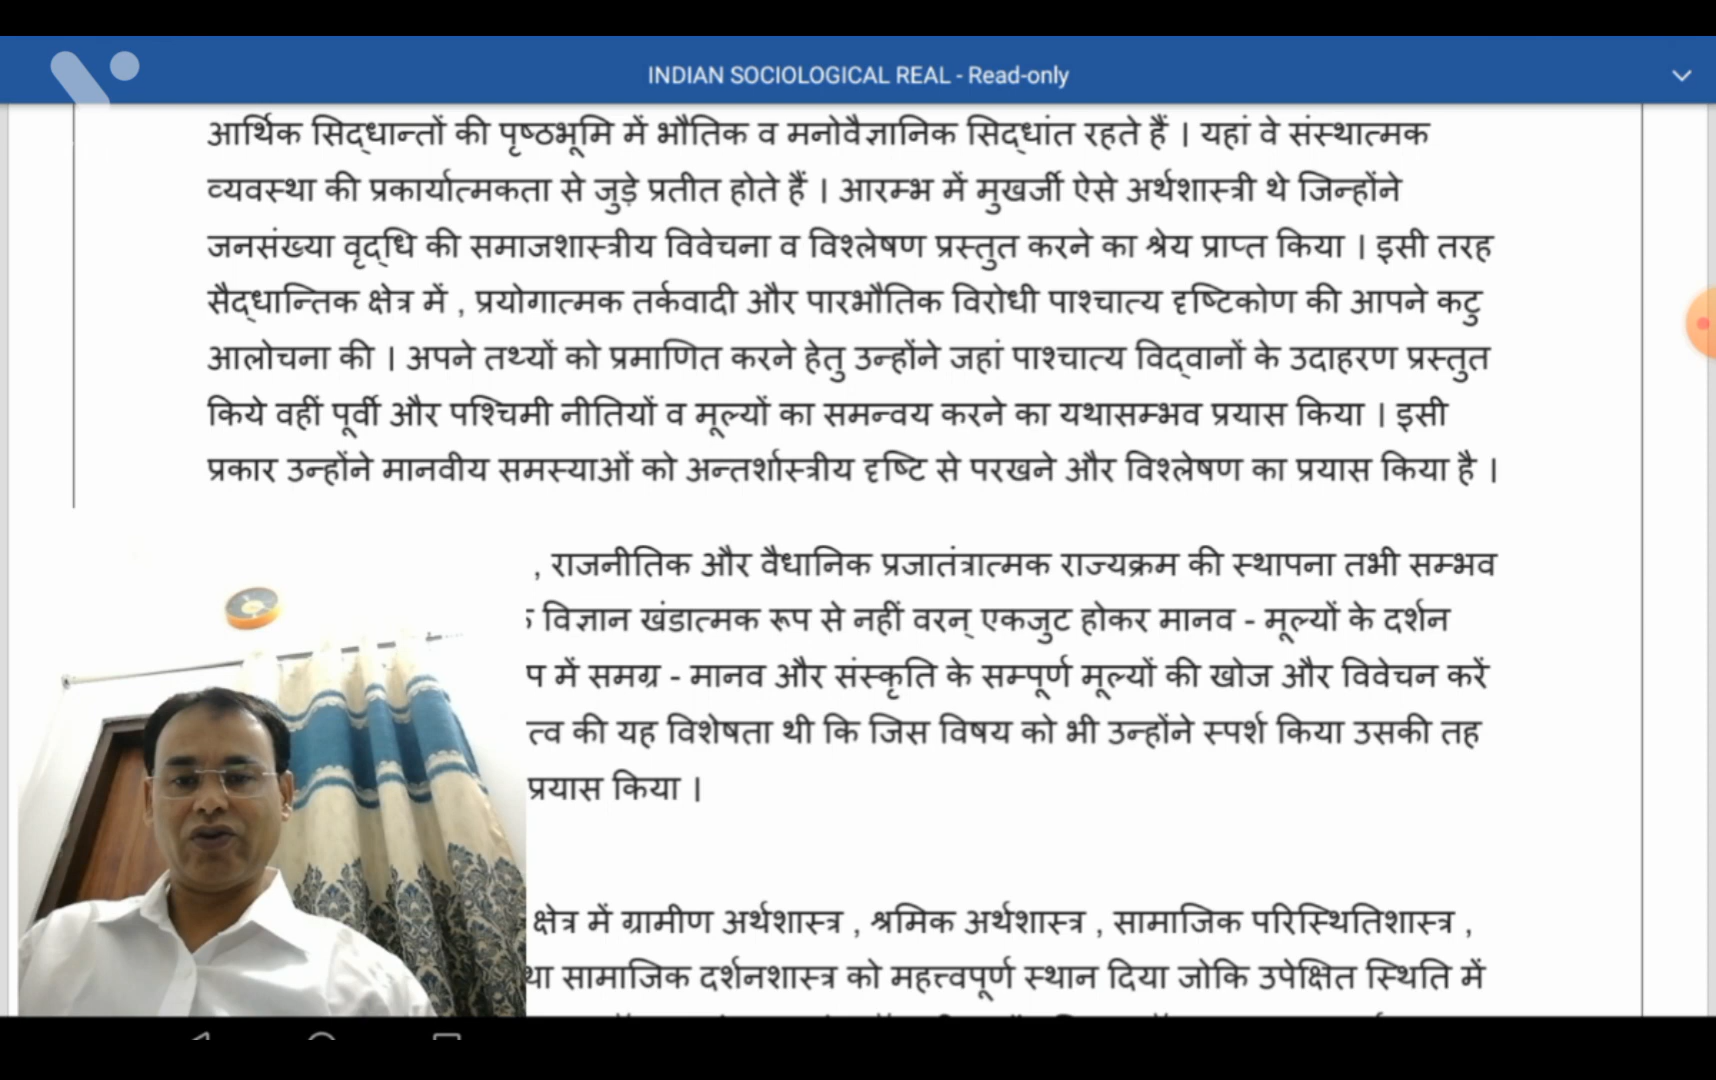 INDIAN SOCIOLOGICAL REAL - Read-only
आर्थिक सिद्धान्तों की पृष्ठभूमि में भौतिक व मनोवैज्ञानिक सिद्धांत रहते हैं । यहां वे संस्थात्मक
व्यवस्था की प्रकार्यात्मकता से जुड़े प्रतीत होते हैं । आरम्भ में मुखर्जी ऐसे अर्थशास्त्री थे जिन्होंने
जनसंख्या वृद्धि की समाजशास्त्रीय विवेचना व विश्लेषण प्रस्तुत करने का श्रेय प्राप्त किया । इसी तरह
सैद्धान्तिक क्षेत्र में , प्रयोगात्मक तर्कवादी और पारभौतिक विरोधी पाश्चात्य दृष्टिकोण की आपने कटु
आलोचना की । अपने तथ्यों को प्रमाणित करने हेतु उन्होंने जहां पाश्चात्य विद्वानों के उदाहरण प्रस्तुत
किये वहीं पूर्वी और पश्चिमी नीतियों व मूल्यों का समन्वय करने का यथासम्भव प्रयास किया । इसी
प्रकार उन्होंने मानवीय समस्याओं को अन्तर्शास्त्रीय दृष्टि से परखने और विश्लेषण का प्रयास किया है ।
, राजनीतिक और वैधानिक प्रजातंत्रात्मक राज्यक्रम की स्थापना तभी सम्भव
विज्ञान खंडात्मक रूप से नहीं वरन् एकजुट होकर मानव - मूल्यों के दर्शन
में समग्र - मानव और संस्कृति के सम्पूर्ण मूल्यों की खोज और विवेचन करें
त्व की यह विशेषता थी कि जिस विषय को भी उन्होंने स्पर्श किया उसकी तह
प्रयास किया ।
क्षेत्र में ग्रामीण अर्थशास्त्र , श्रमिक अर्थशास्त्र , सामाजिक परिस्थितिशास्त्र ,
था सामाजिक दर्शनशास्त्र को महत्त्वपूर्ण स्थान दिया जोकि उपेक्षित स्थिति में